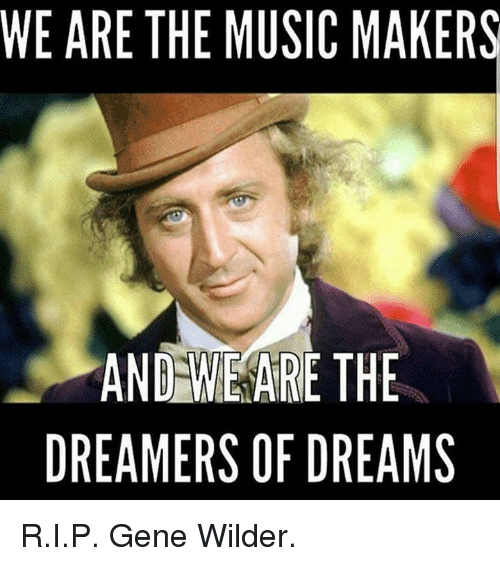 WE ARE THE MUSIC MAKERS
AND WE ARE THE
DREAMERS OF DREAMS
R.I.P. Gene Wilder.